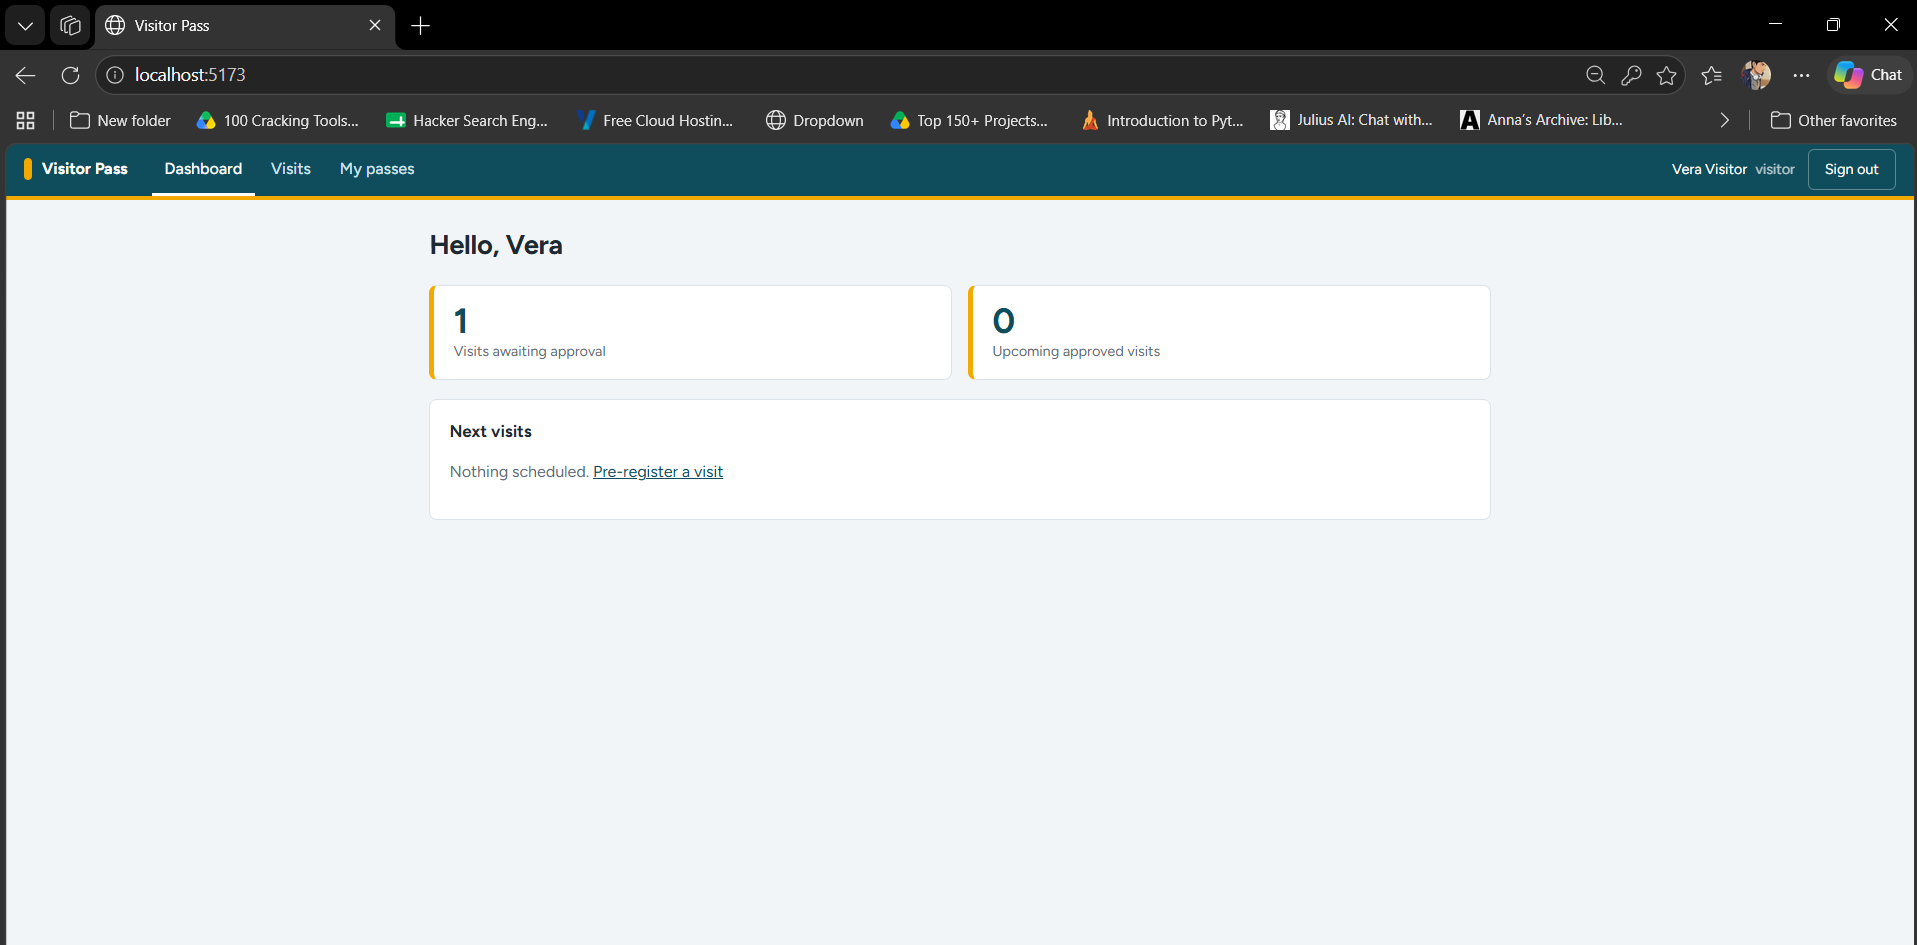 Visitor Pass
localhost:5173
Chat
New folder
100 Cracking Tools...
Hacker Search Eng...
Free Cloud Hostin...
Dropdown
Top 150+ Projects...
Introduction to Pyt...
Julius AI: Chat with...
Anna's Archive: Lib...
Other favorites
Visitor Pass Dashboard Visits My passes Vera Visitor visitor Sign out
Hello, Vera
1
Visits awaiting approval
0
Upcoming approved visits
Next visits
Nothing scheduled. Pre-register a visit